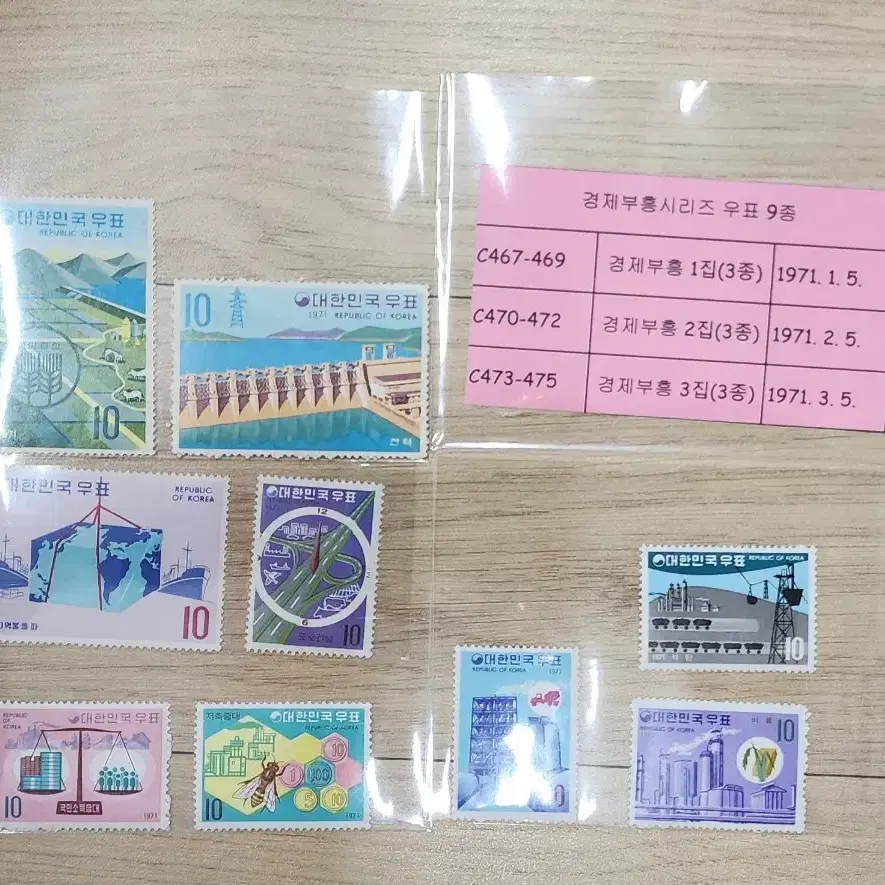 대한민국우표
REPUBLIC OF KOREA
10
10
대한민국우표
1971 REPUBLIC OF KOREA
전력
경제부흥시리즈 우표 9종
C467-469 경제부흥 1집(3종) 1971. 1. 5.
C470-472 경제부흥 2집(3종) 1971. 2. 5.
C473-475 경제부흥 3집(3종) 1971. 3. 5.
대한민국우표
REPUBLIC
OF KOREA
10
대한민국우표
12
6
10
대한민국우표
REPUBLIC OF KOREA
1971 석탄
10
대한민국우표
REPUBLIC OF KOREA 1971
REPUBLIC
OF
KOREA
대한민국우표
10
국민소득증대
1971
저축증대
대한민국우표
REPUBLIC OF KOREA
10
1
100
5
10
10
1971
대한민국우표
REPUBLIC OF KOREA
비료
10